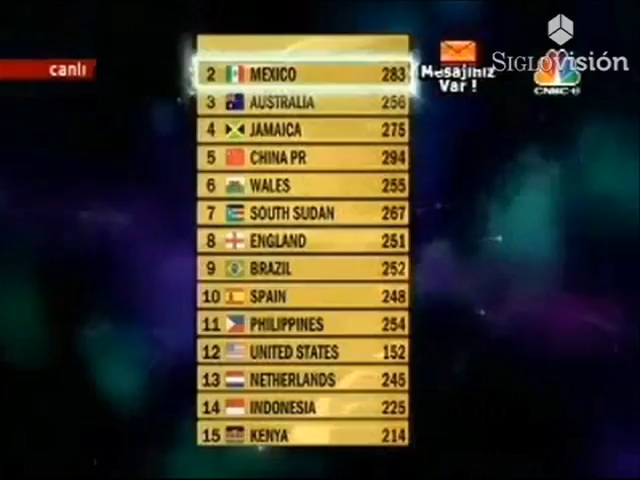 canlı
Mesajınız
Var !
SIGLOvisión
CNBC-e
2 MEXICO 283
3 AUSTRALIA 256
4 JAMAICA 275
5 CHINA PR 294
6 WALES 255
7 SOUTH SUDAN 267
8 ENGLAND 251
9 BRAZIL 252
10 SPAIN 248
11 PHILIPPINES 254
12 UNITED STATES 152
13 NETHERLANDS 245
14 INDONESIA 225
15 KENYA 214